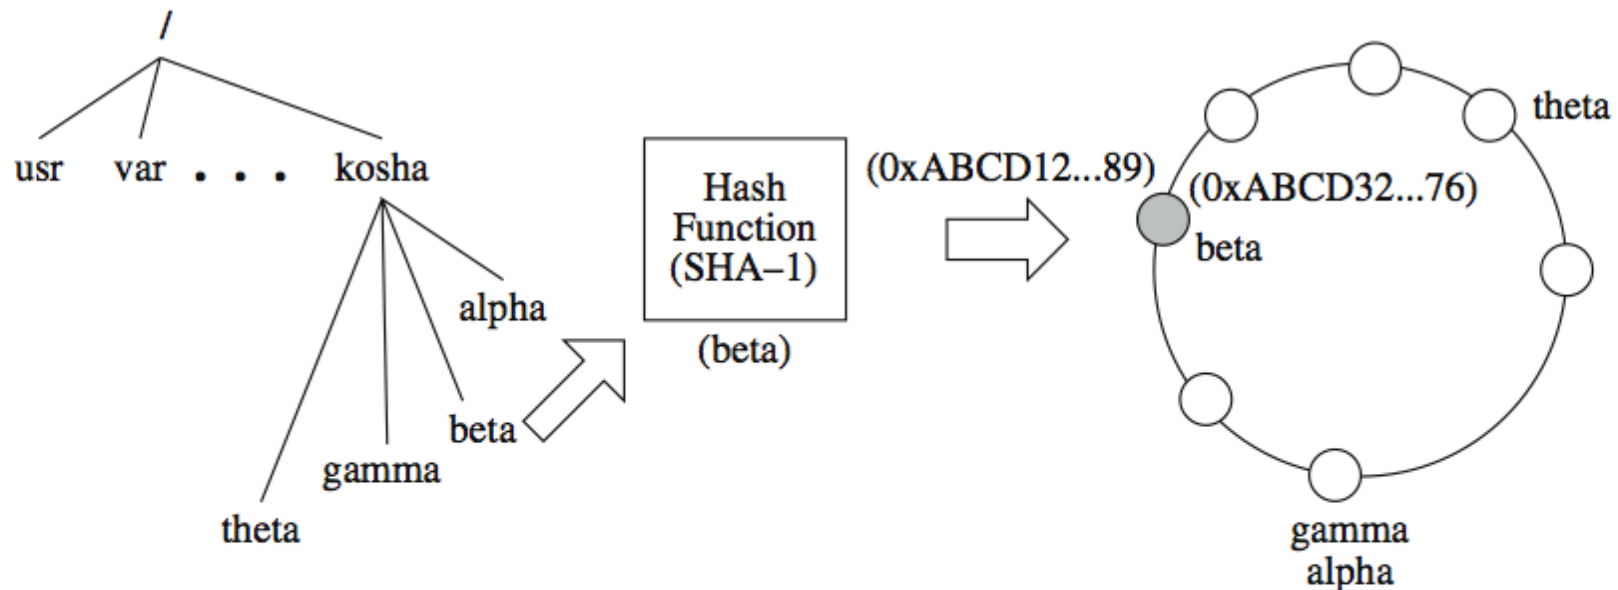 /
usr var . . . kosha
alpha
beta
gamma
theta
Hash
Function
(SHA–1)
(beta)
(0xABCD12...89)
theta
(0xABCD32...76)
beta
gamma
alpha